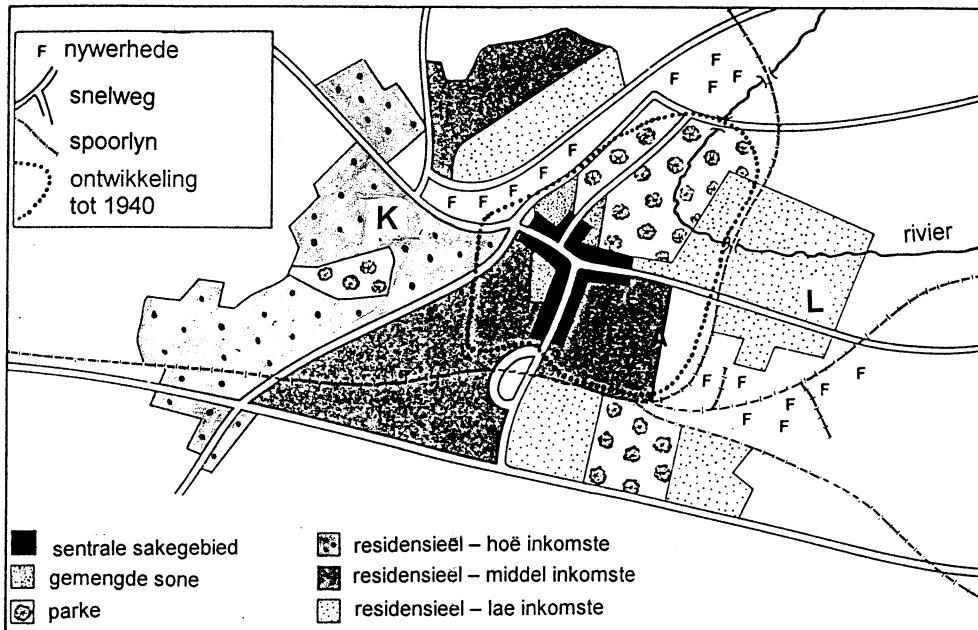 F nywerhede
snelweg
spoorlyn
ontwikkeling
tot 1940
F
F
F
F
F
F
F
F
F
K
rivier
L
A
F
F
F
F
F
F
F
sentrale sakegebied
gemengde sone
parke
residensieël – hoë inkomste
residensieël – middel inkomste
residensieel – lae inkomste